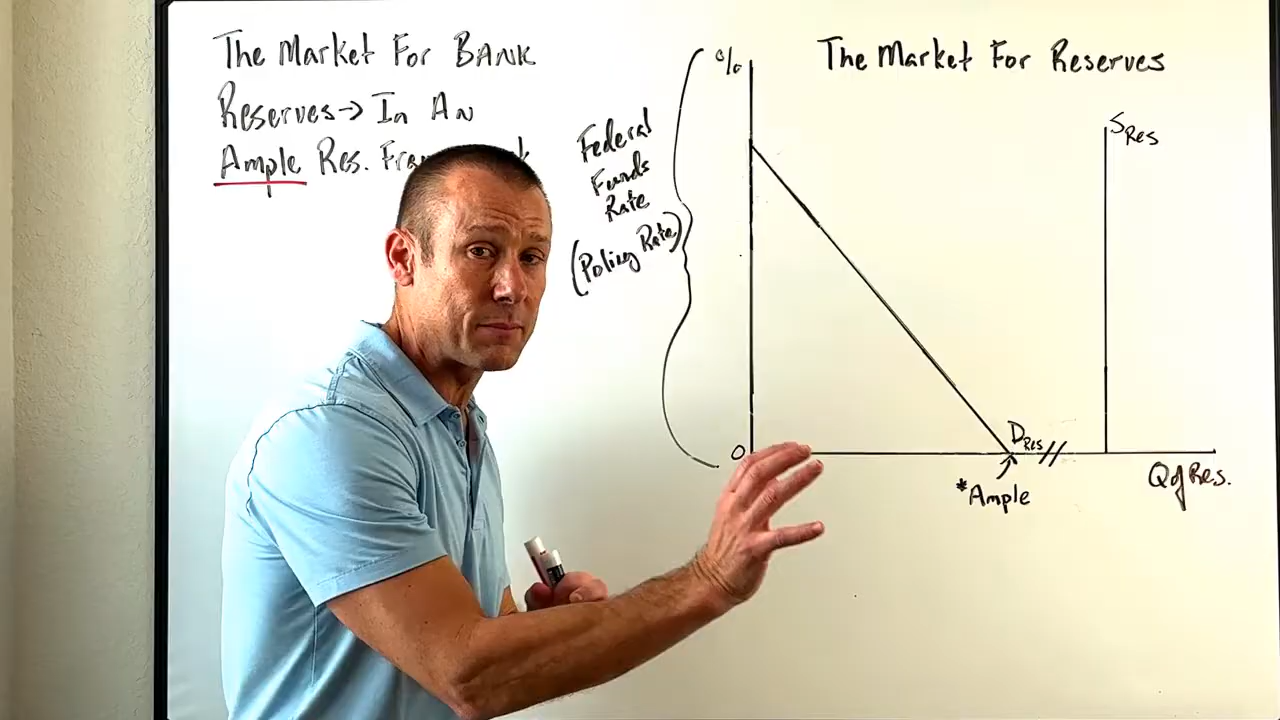 The Market For BANK
Reserves→ In An
Ample Res.
The Market For Reserves
%
Federal
Funds
Rate
(Policy Rate)
SRes
0
DRes
*Ample
Q of Res.